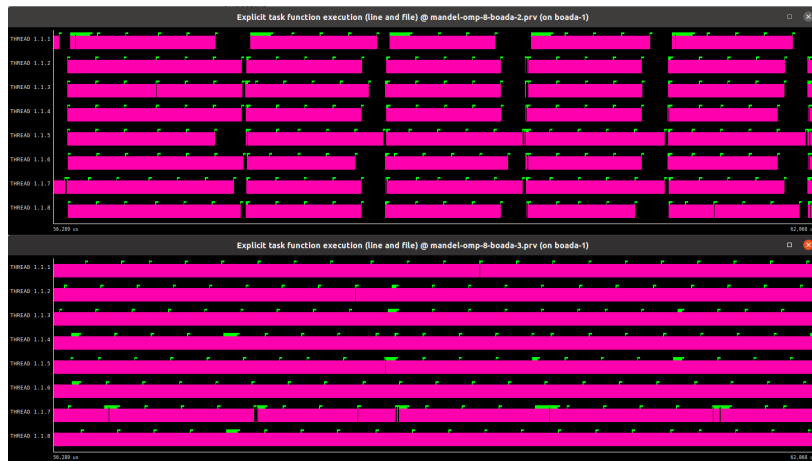 Explicit task function execution (line and file) @ mandel-omp-8-boada-2.prv (on boada-1)
THREAD 1.1.1
THREAD 1.1.2
THREAD 1.1.3
THREAD 1.1.4
THREAD 1.1.5
THREAD 1.1.6
THREAD 1.1.7
THREAD 1.1.8
56,289 us 62,068 us
Explicit task function execution (line and file) @ mandel-omp-8-boada-3.prv (on boada-1)
THREAD 1.1.1
THREAD 1.1.2
THREAD 1.1.3
THREAD 1.1.4
THREAD 1.1.5
THREAD 1.1.6
THREAD 1.1.7
THREAD 1.1.8
56,289 us 62,068 us